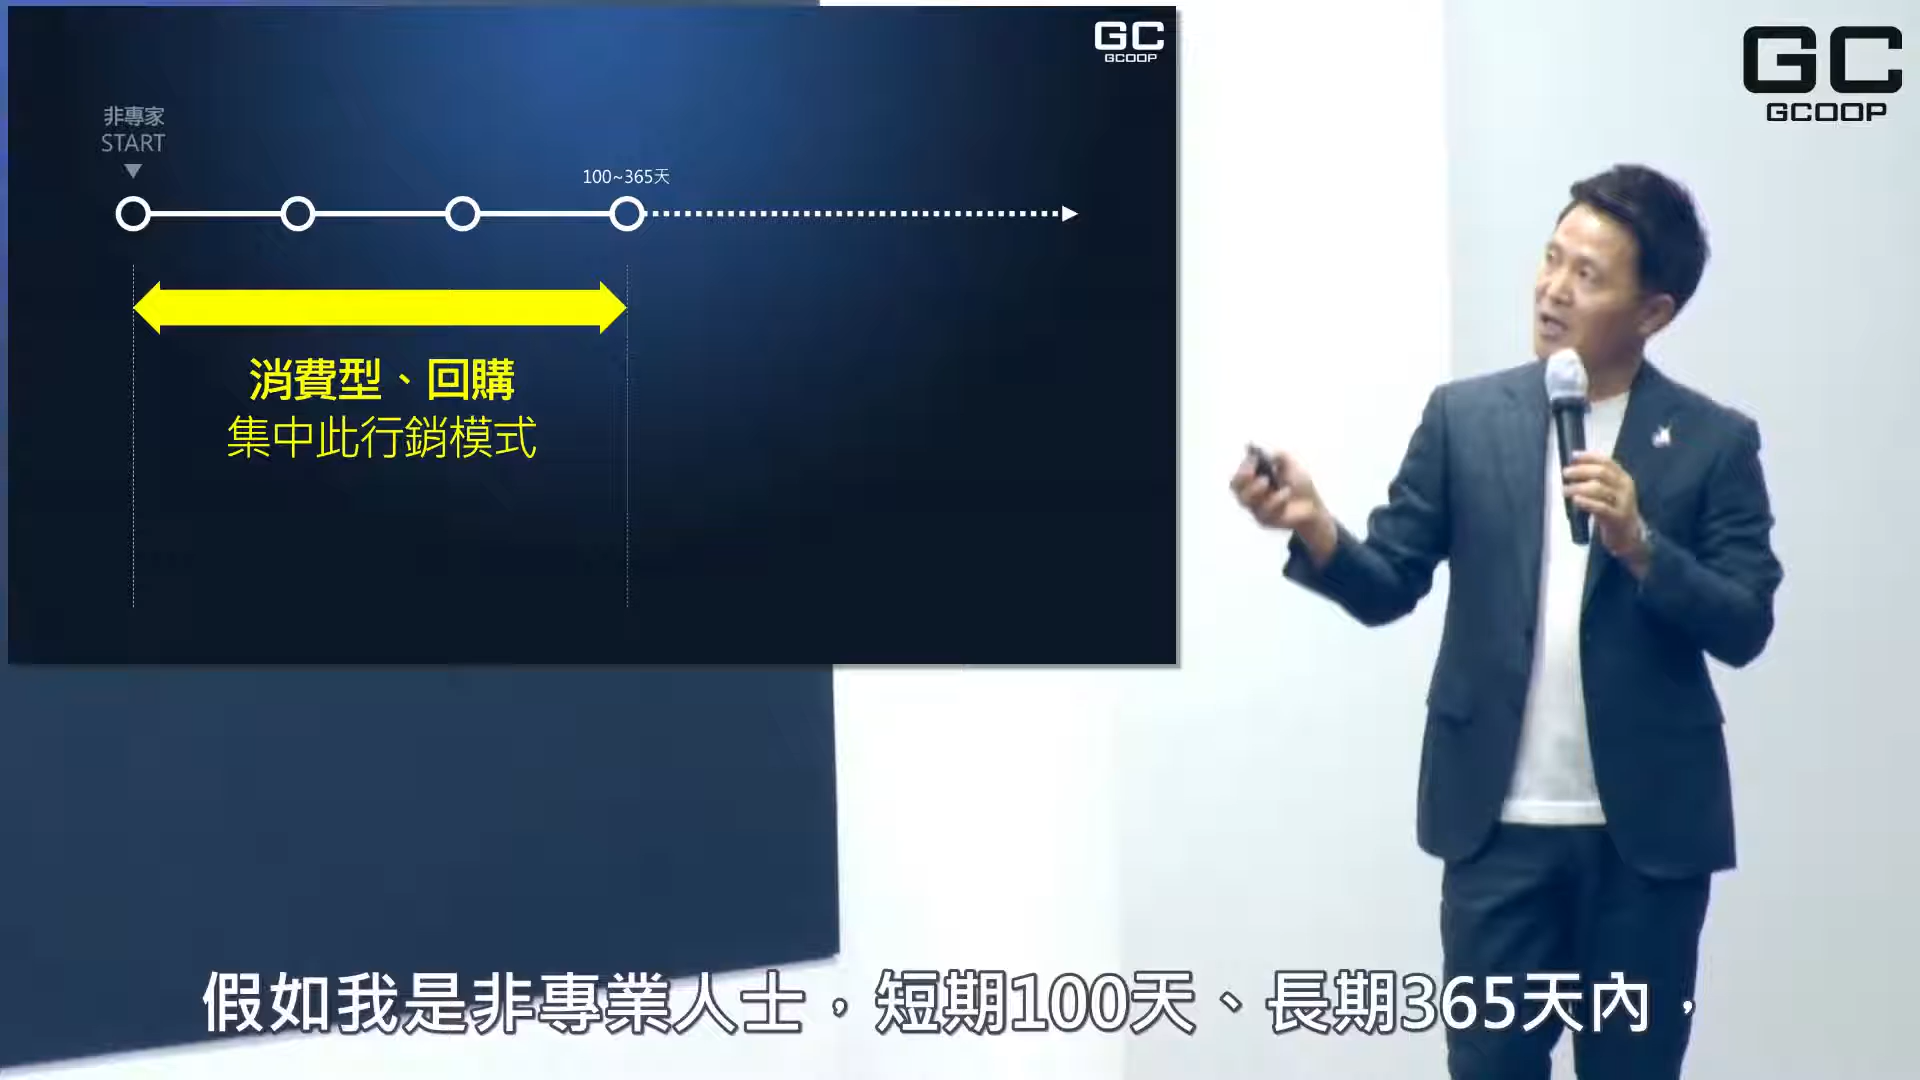 GC
GCOOP
非專家
START
100~365天
消費型、回購
集中此行銷模式
GC
GCOOP
假如我是非專業人士，短期100天、長期365天內，